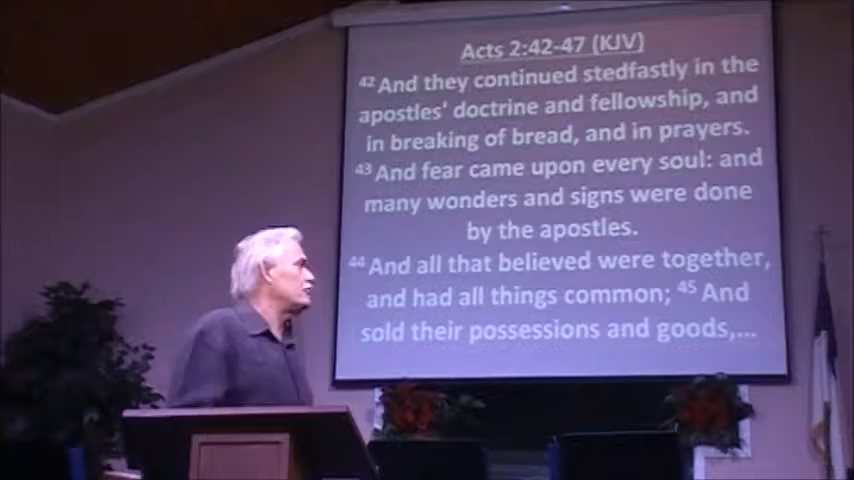 Acts 2:42-47 (KJV)
42 And they continued stedfastly in the
apostles' doctrine and fellowship, and
in breaking of bread, and in prayers.
43 And fear came upon every soul: and
many wonders and signs were done
by the apostles.
44 And all that believed were together,
and had all things common; 45 And
sold their possessions and goods,...